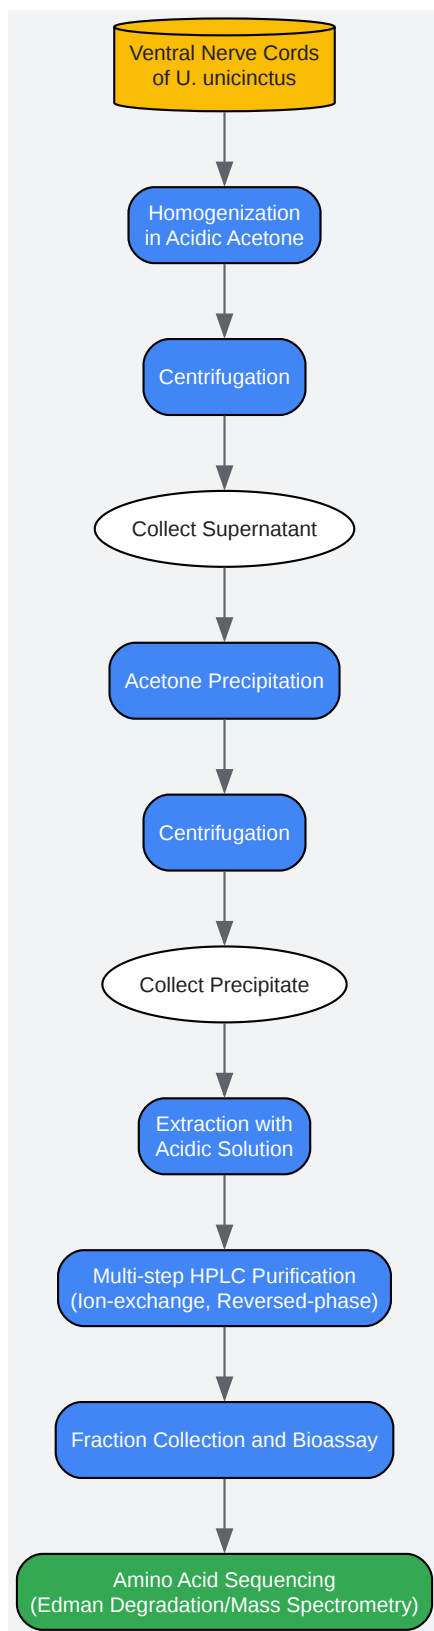 Ventral Nerve Cords
of U. unicinctus
Homogenization
in Acidic Acetone
Centrifugation
Collect Supernatant
Acetone Precipitation
Centrifugation
Collect Precipitate
Extraction with
Acidic Solution
Multi-step HPLC Purification
(Ion-exchange, Reversed-phase)
Fraction Collection and Bioassay
Amino Acid Sequencing
(Edman Degradation/Mass Spectrometry)